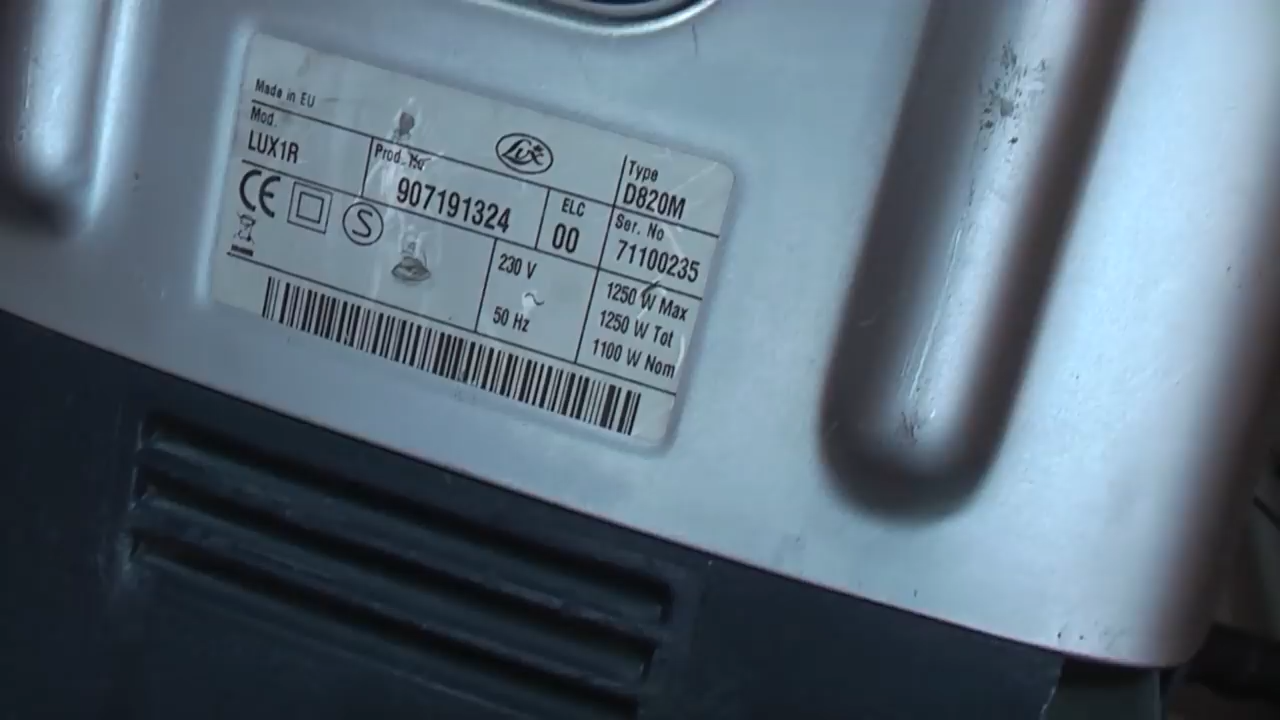 Made in EU
Mod.
LUX1R
Prod. No
907191324
Lux
ELC
00
Type
D820M
Ser. No
71100235
CE
S
230 V
~
50 Hz
1250 W Max
1250 W Tot
1100 W Nom